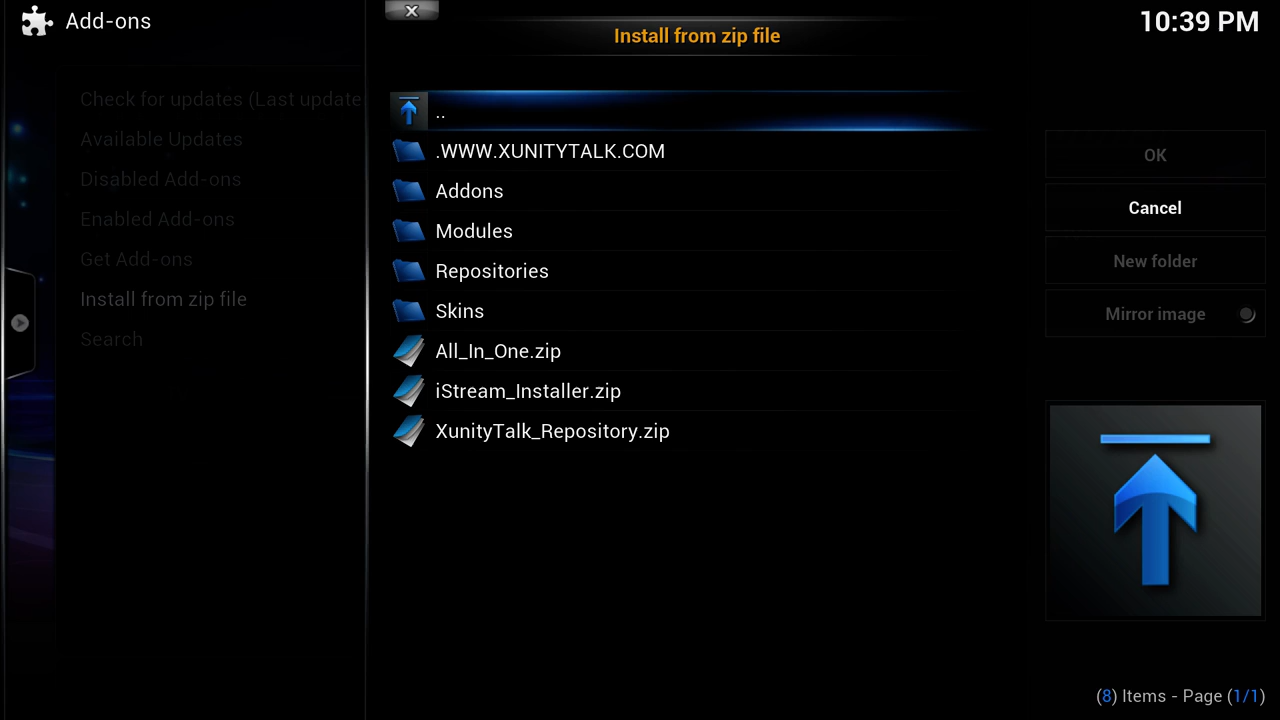 Add-ons
Install from zip file
10:39 PM
Check for updates (Last update
Available Updates
Disabled Add-ons
Enabled Add-ons
Get Add-ons
Install from zip file
Search
..
.WWW.XUNITYTALK.COM
Addons
Modules
Repositories
Skins
All_In_One.zip
iStream_Installer.zip
XunityTalk_Repository.zip
OK
Cancel
New folder
Mirror image
(8) Items - Page (1/1)